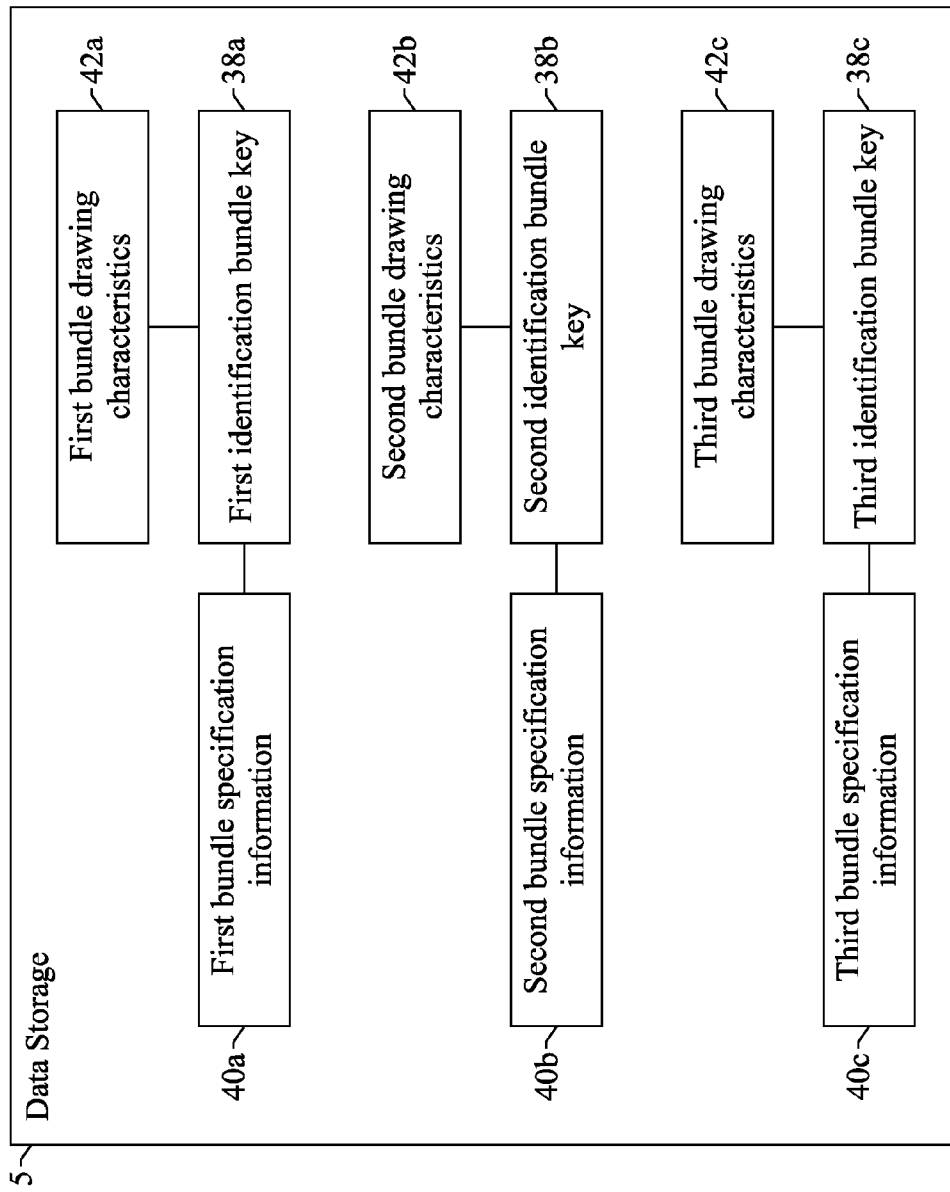 5
Data Storage
First bundle drawing
characteristics
42a
40a
First bundle specification
information
First identification bundle key
38a
Second bundle drawing
characteristics
42b
40b
Second bundle specification
information
Second identification bundle
key
38b
Third bundle drawing
characteristics
42c
40c
Third bundle specification
information
Third identification bundle key
38c